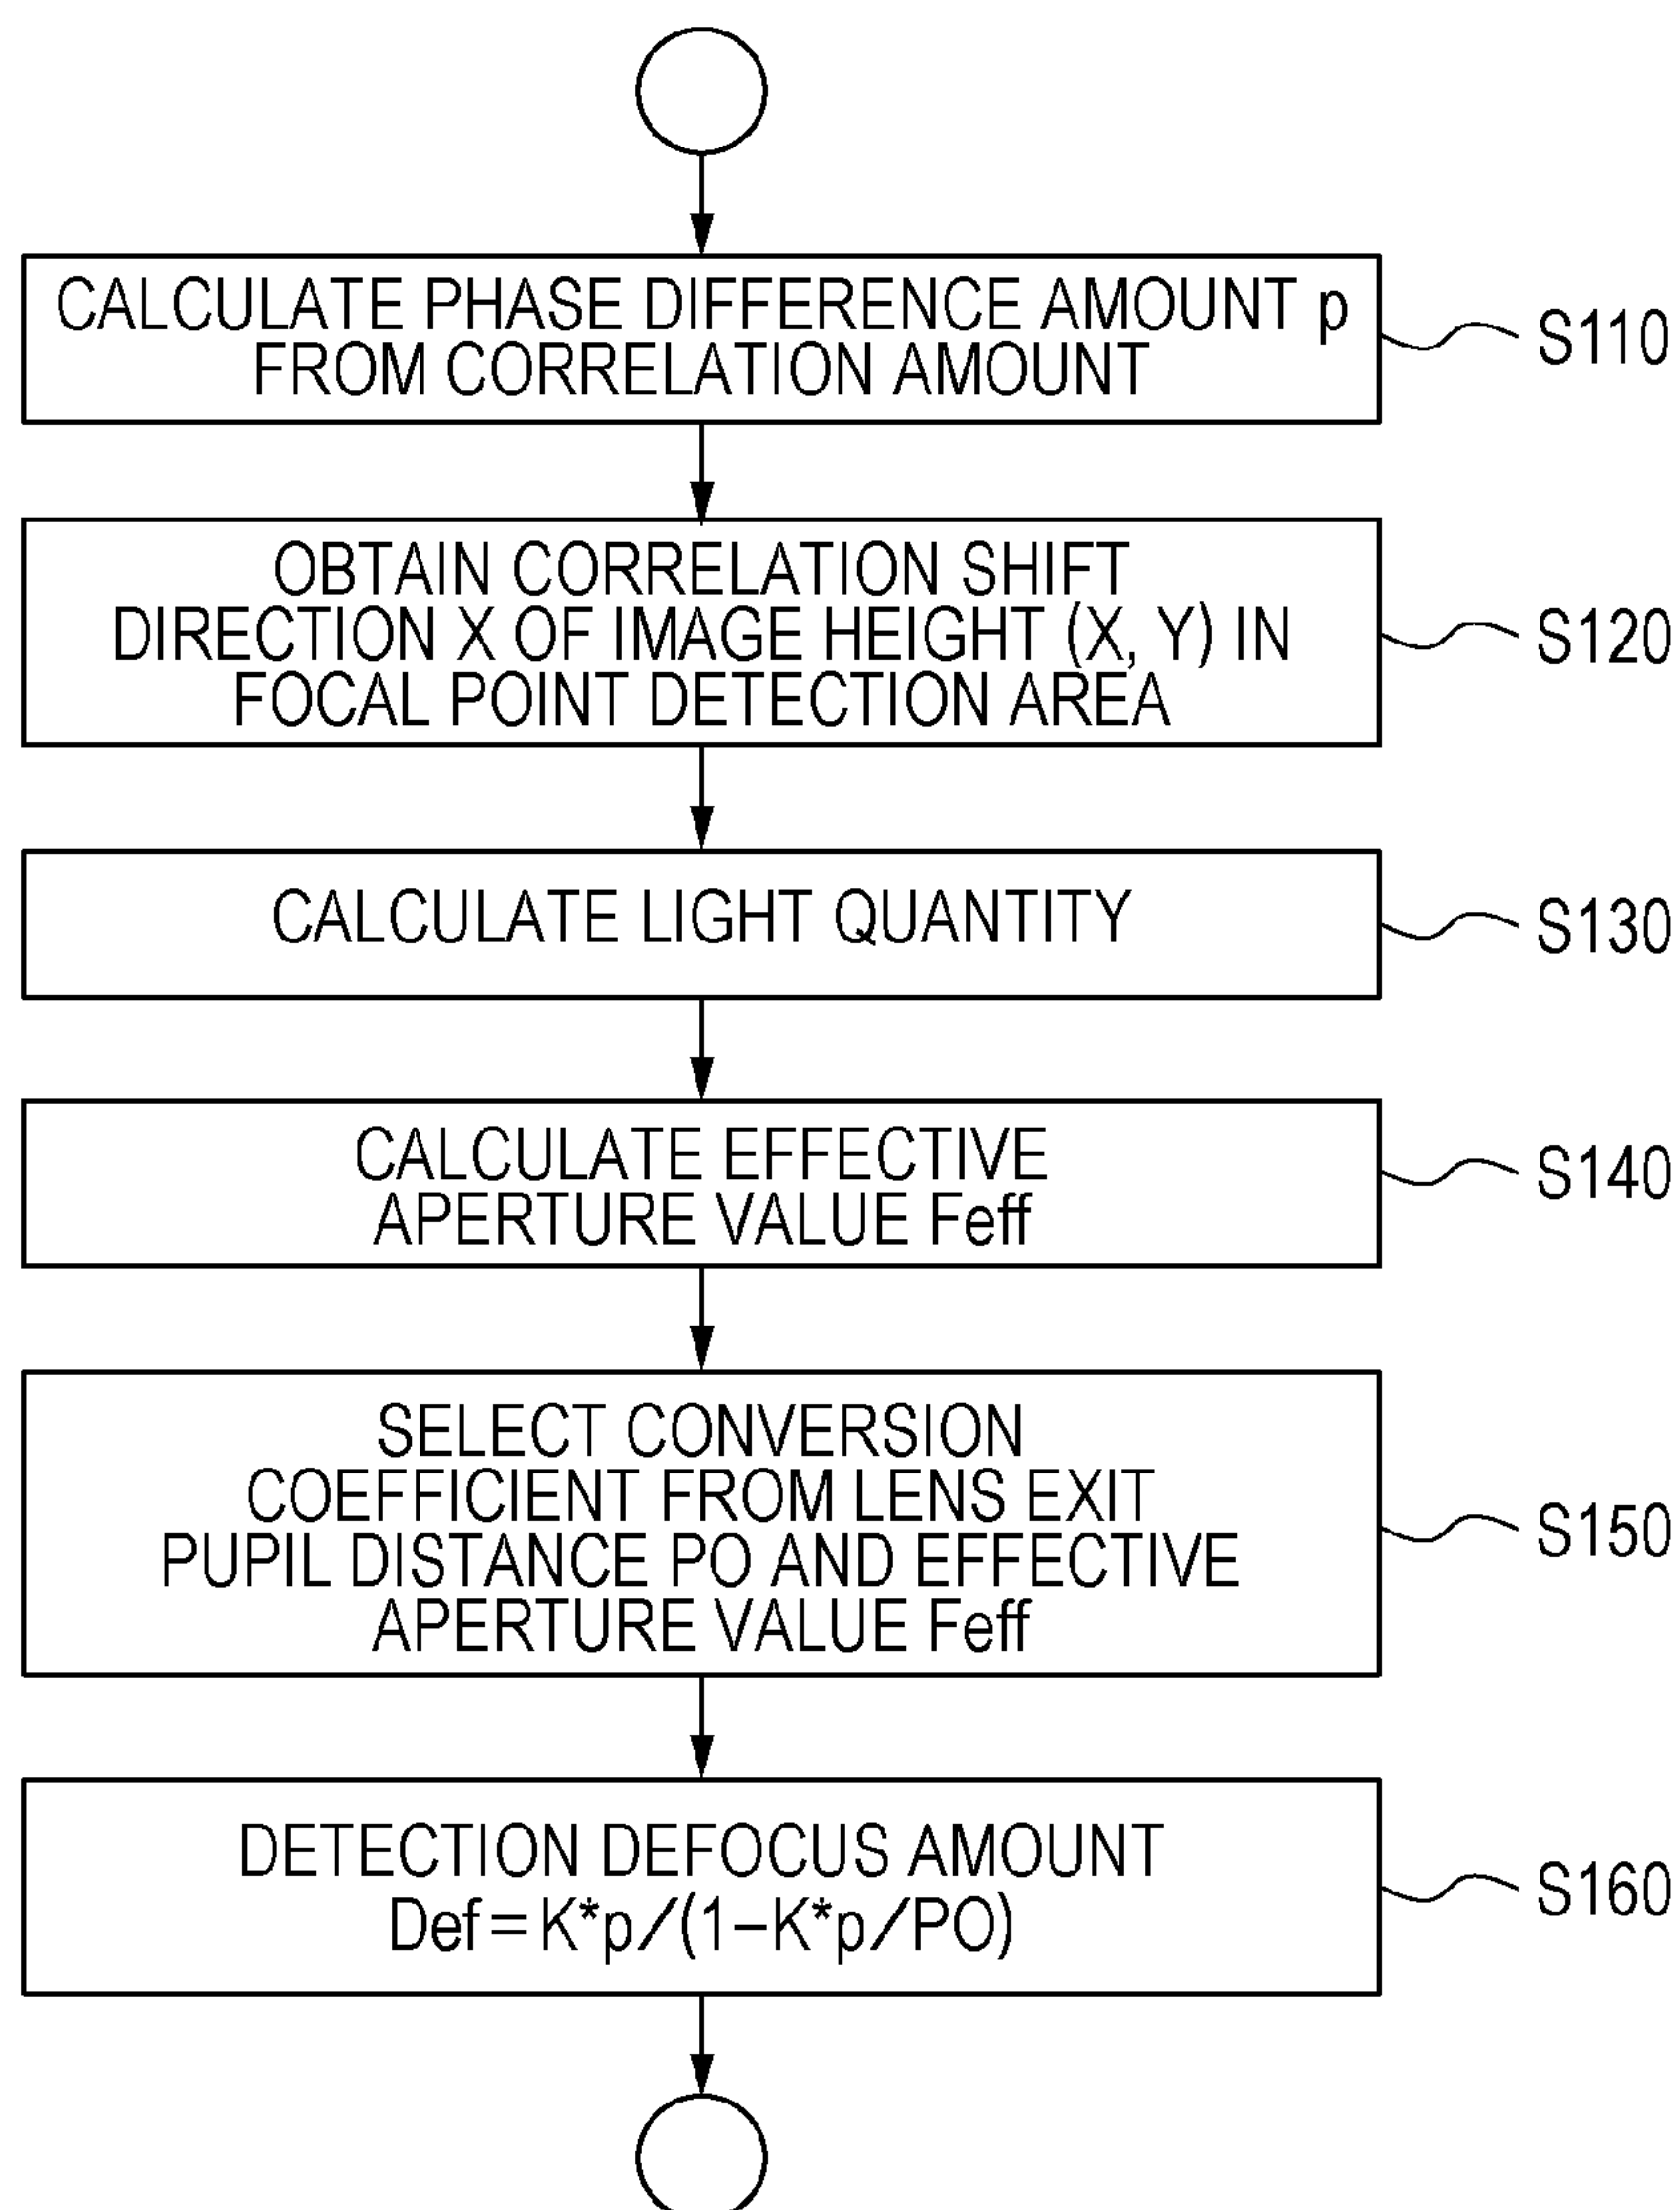 CALCULATE PHASE DIFFERENCE AMOUNT p
FROM CORRELATION AMOUNT
S110
OBTAIN CORRELATION SHIFT
DIRECTION X OF IMAGE HEIGHT (X, Y) IN
FOCAL POINT DETECTION AREA
S120
CALCULATE LIGHT QUANTITY
S130
CALCULATE EFFECTIVE
APERTURE VALUE Feff
S140
SELECT CONVERSION
COEFFICIENT FROM LENS EXIT
PUPIL DISTANCE PO AND EFFECTIVE
APERTURE VALUE Feff
S150
DETECTION DEFOCUS AMOUNT
Def=K*p/(1-K*p/PO)
S160